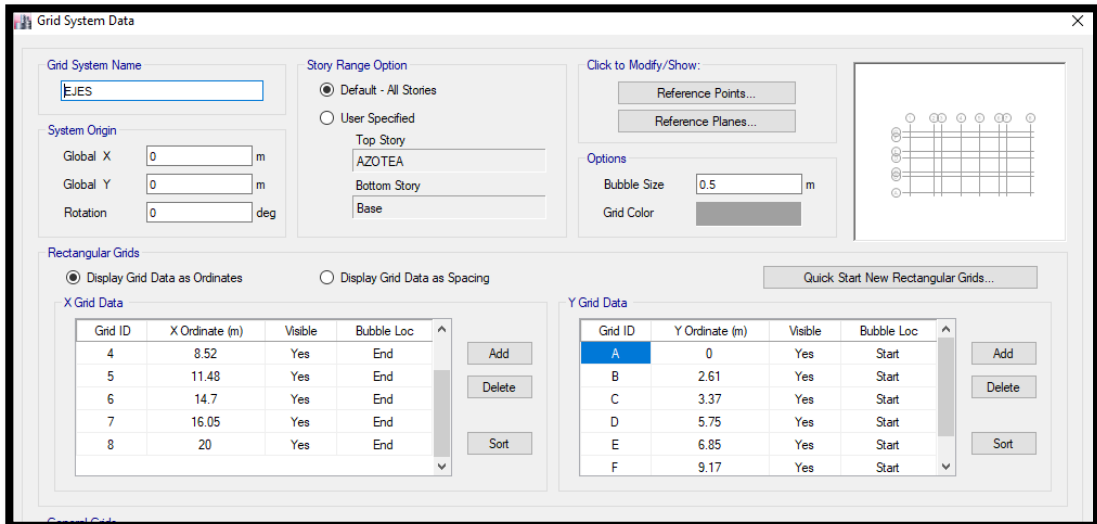 Grid System Data
Grid System Name
EJES
System Origin
Global X 0 m
Global Y 0 m
Rotation 0 deg
Story Range Option
Default - All Stories
User Specified
Top Story
AZOTEA
Bottom Story
Base
Click to Modify/Show:
Reference Points...
Reference Planes...
Options
Bubble Size 0.5 m
Grid Color
Rectangular Grids
Display Grid Data as Ordinates
Display Grid Data as Spacing
Quick Start New Rectangular Grids...
X Grid Data
Grid ID X Ordinate (m) Visible Bubble Loc
4 8.52 Yes End
5 11.48 Yes End
6 14.7 Yes End
7 16.05 Yes End
8 20 Yes End
Add
Delete
Sort
Y Grid Data
Grid ID Y Ordinate (m) Visible Bubble Loc
A 0 Yes Start
B 2.61 Yes Start
C 3.37 Yes Start
D 5.75 Yes Start
E 6.85 Yes Start
F 9.17 Yes Start
Add
Delete
Sort